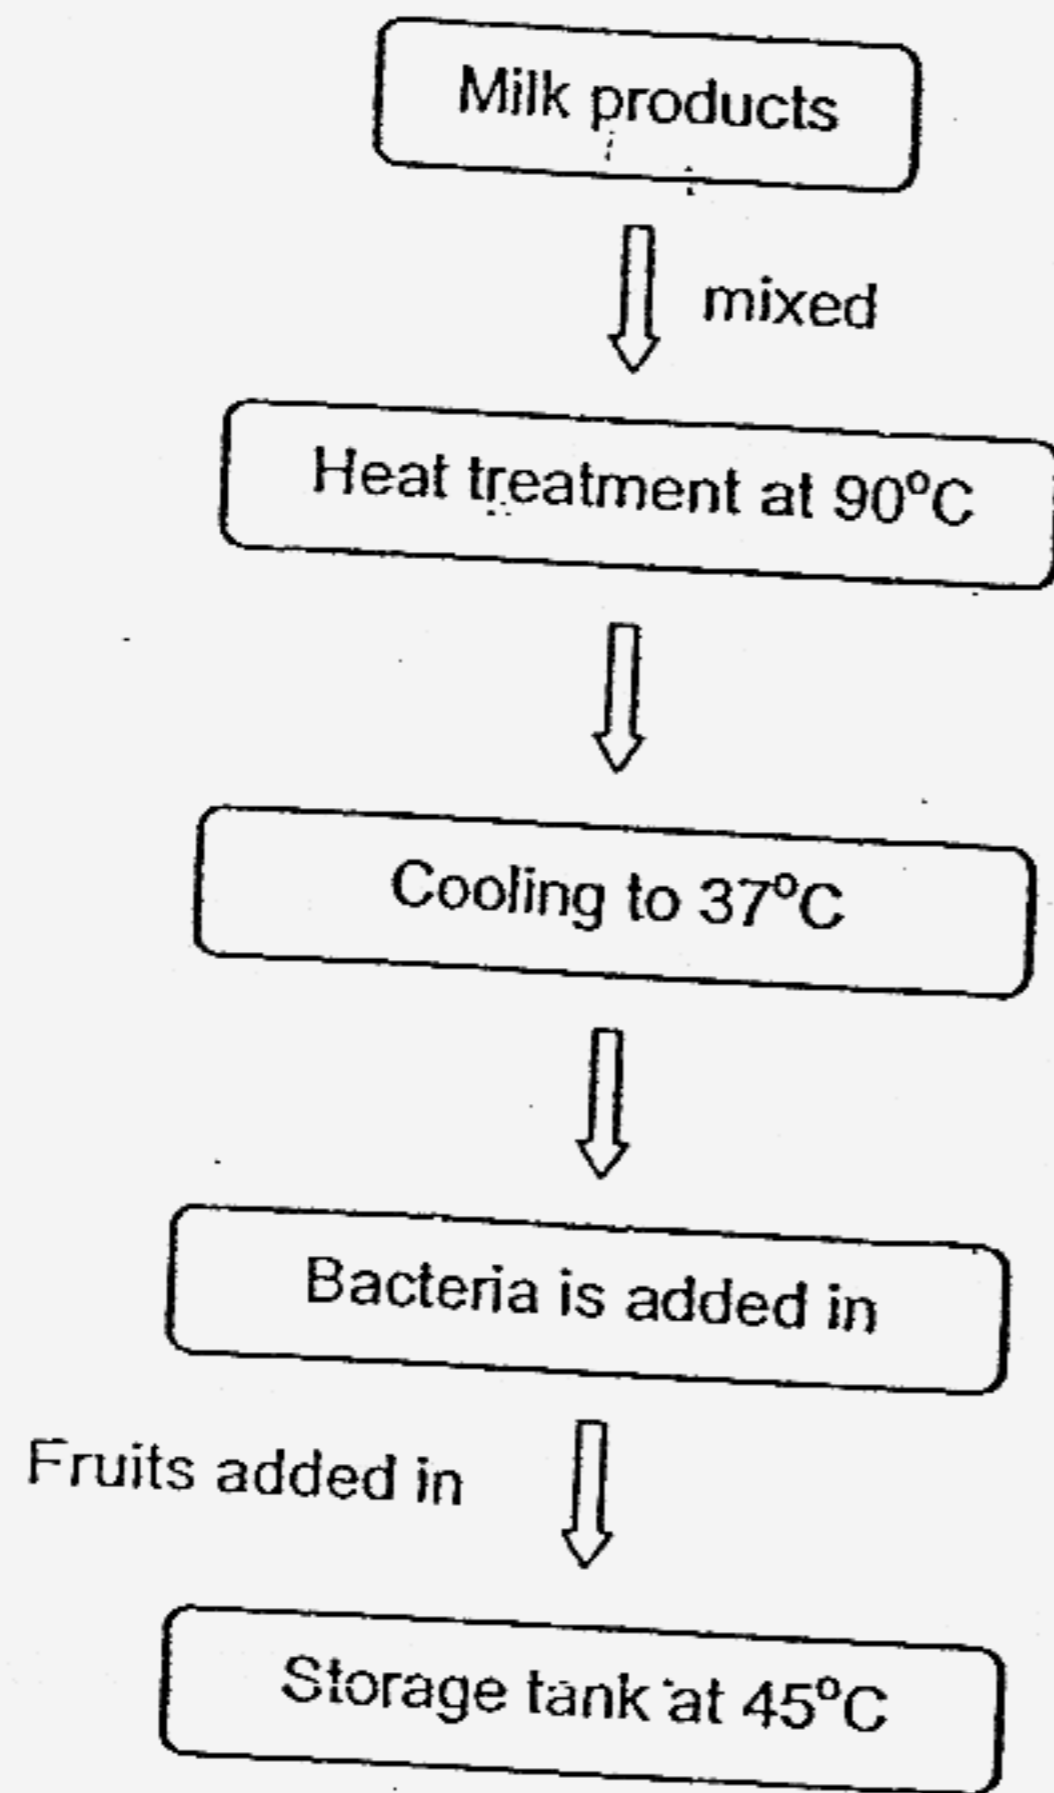 Milk products
mixed
Heat treatment at 90°C
Cooling to 37°C
Bacteria is added in
Fruits added in
Storage tank at 45°C